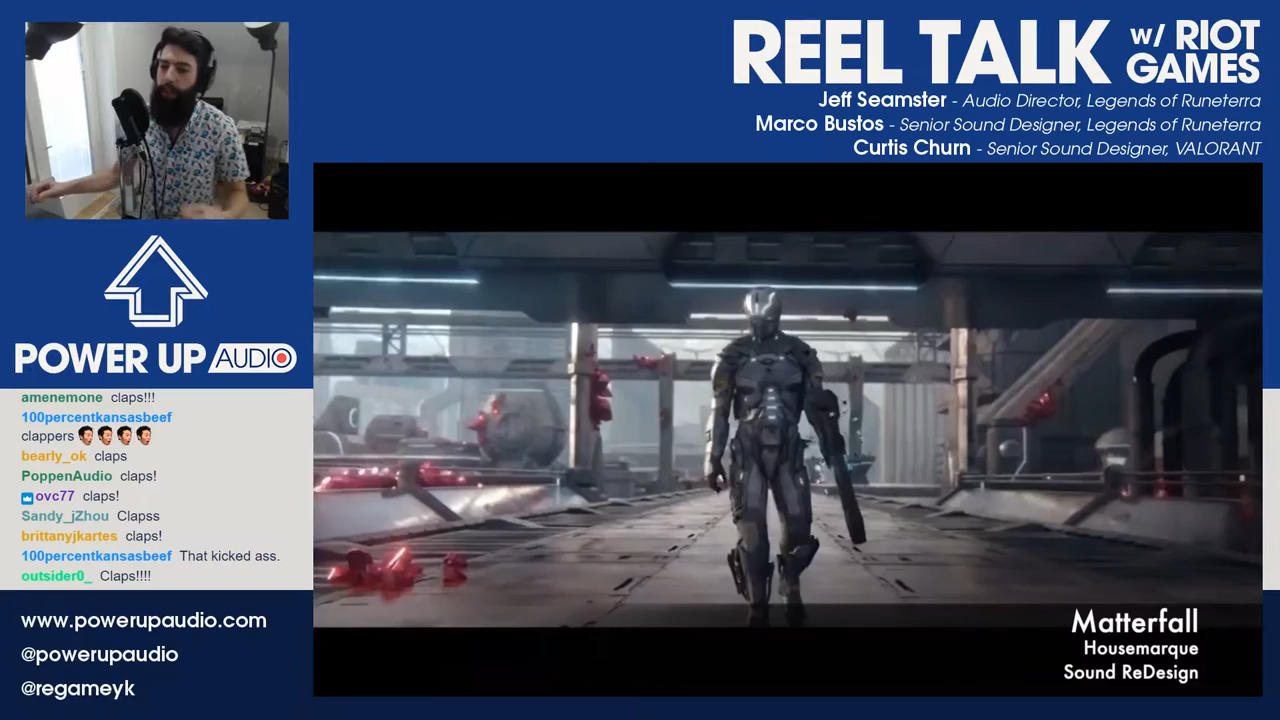 REEL TALK w/ RIOT GAMES
Jeff Seamster - Audio Director, Legends of Runeterra
Marco Bustos - Senior Sound Designer, Legends of Runeterra
Curtis Churn - Senior Sound Designer, VALORANT
POWER UP AUDIO
amenemone claps!!!
100percentkansasbeef
clappers
bearly_ok claps
PoppenAudio claps!
ovc77 claps!
Sandy_jZhou Clapss
brittanyjkartes claps!
100percentkansasbeef That kicked ass.
outsider0_ Claps!!!!
www.powerupaudio.com
@powerupaudio
@regameyk
Matterfall
Housemarque
Sound ReDesign